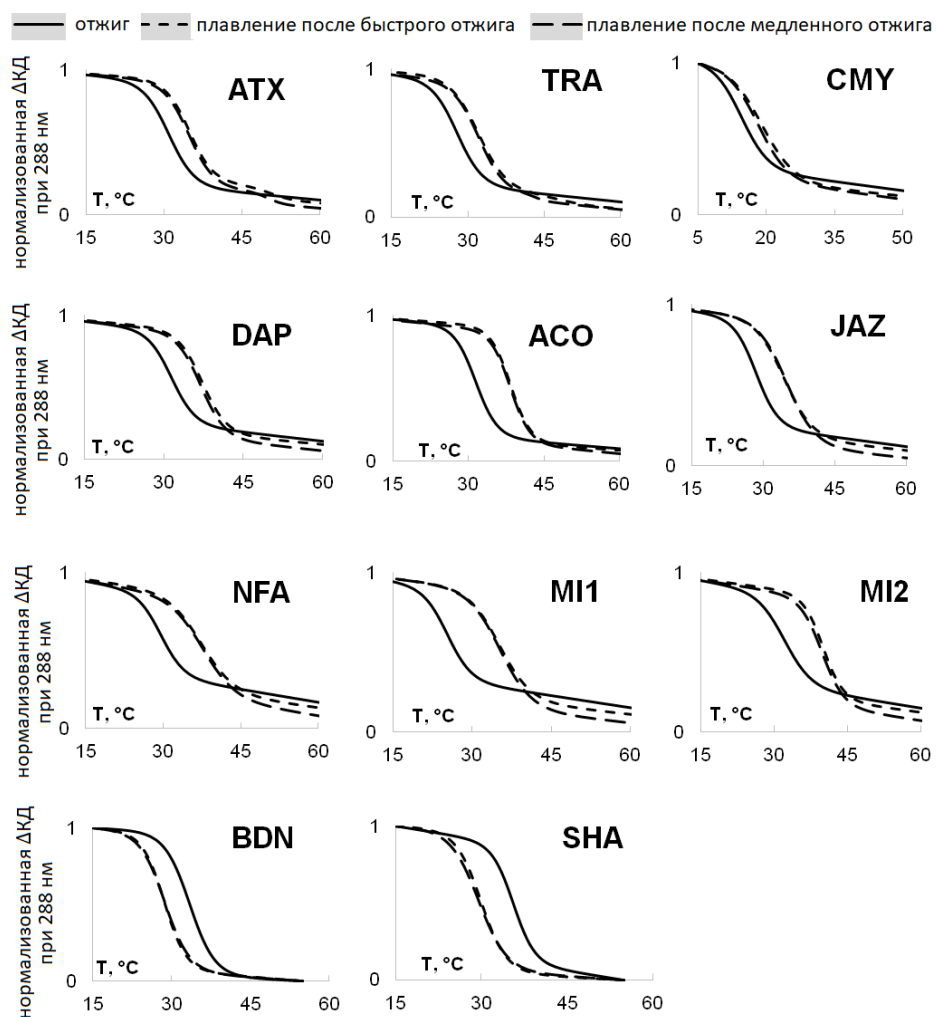 отжиг плавление после быстрого отжига плавление после медленного отжига
нормализованная ΔКД
при 288 нм
1
ATX
T, °C
0
15 30 45 60
1
TRA
T, °C
0
15 30 45 60
1
CMY
T, °C
0
5 20 35 50
нормализованная ΔКД
при 288 нм
1
DAP
T, °C
0
15 30 45 60
1
ACO
T, °C
0
15 30 45 60
1
JAZ
T, °C
0
15 30 45 60
нормализованная ΔКД
при 288 нм
1
NFA
T, °C
0
15 30 45 60
1
MI1
T, °C
0
15 30 45 60
1
MI2
T, °C
0
15 30 45 60
нормализованная ΔКД
при 288 нм
1
BDN
T, °C
0
15 30 45 60
1
SHA
T, °C
0
15 30 45 60